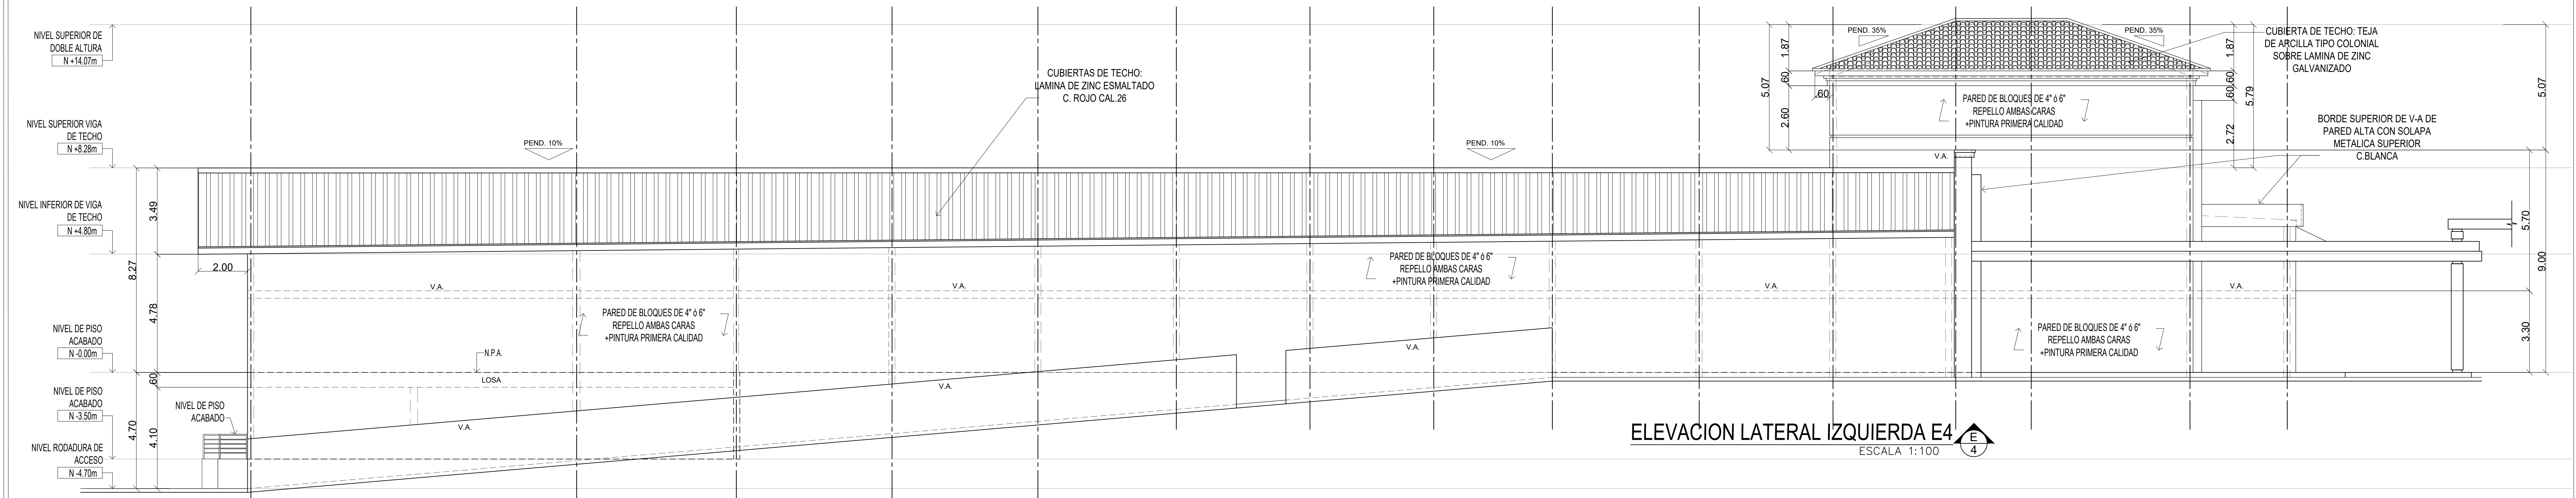 NIVEL SUPERIOR DE
DOBLE ALTURA
N +14.07m
NIVEL SUPERIOR VIGA
DE TECHO
N +8.28m
NIVEL INFERIOR DE VIGA
DE TECHO
N +4.80m
NIVEL DE PISO
ACABADO
N -0.00m
NIVEL DE PISO
ACABADO
N -3.50m
NIVEL RODADURA DE
ACCESO
N -4.70m
8.27
4.70
3.49
4.78
.60
4.10
2.00
NIVEL DE PISO
ACABADO
PEND. 10%
CUBIERTAS DE TECHO:
LAMINA DE ZINC ESMALTADO
C. ROJO CAL.26
PEND. 10%
V.A.
V.A.
V.A.
V.A.
V.A.
PARED DE BLOQUES DE 4" ó 6"
REPELLO AMBAS CARAS
+PINTURA PRIMERA CALIDAD
N.P.A.
LOSA
V.A.
V.A.
V.A.
PARED DE BLOQUES DE 4" ó 6"
REPELLO AMBAS CARAS
+PINTURA PRIMERA CALIDAD
5.07
1.87
.60
2.60
.60
PEND. 35%
PEND. 35%
PARED DE BLOQUES DE 4" ó 6"
REPELLO AMBAS CARAS
+PINTURA PRIMERA CALIDAD
1.87
.60
.60
2.72
5.79
CUBIERTA DE TECHO: TEJA
DE ARCILLA TIPO COLONIAL
SOBRE LAMINA DE ZINC
GALVANIZADO
BORDE SUPERIOR DE V-A DE
PARED ALTA CON SOLAPA
METALICA SUPERIOR
C.BLANCA
5.07
5.70
9.00
3.30
PARED DE BLOQUES DE 4" ó 6"
REPELLO AMBAS CARAS
+PINTURA PRIMERA CALIDAD
ELEVACION LATERAL IZQUIERDA E4
ESCALA 1:100
E
4